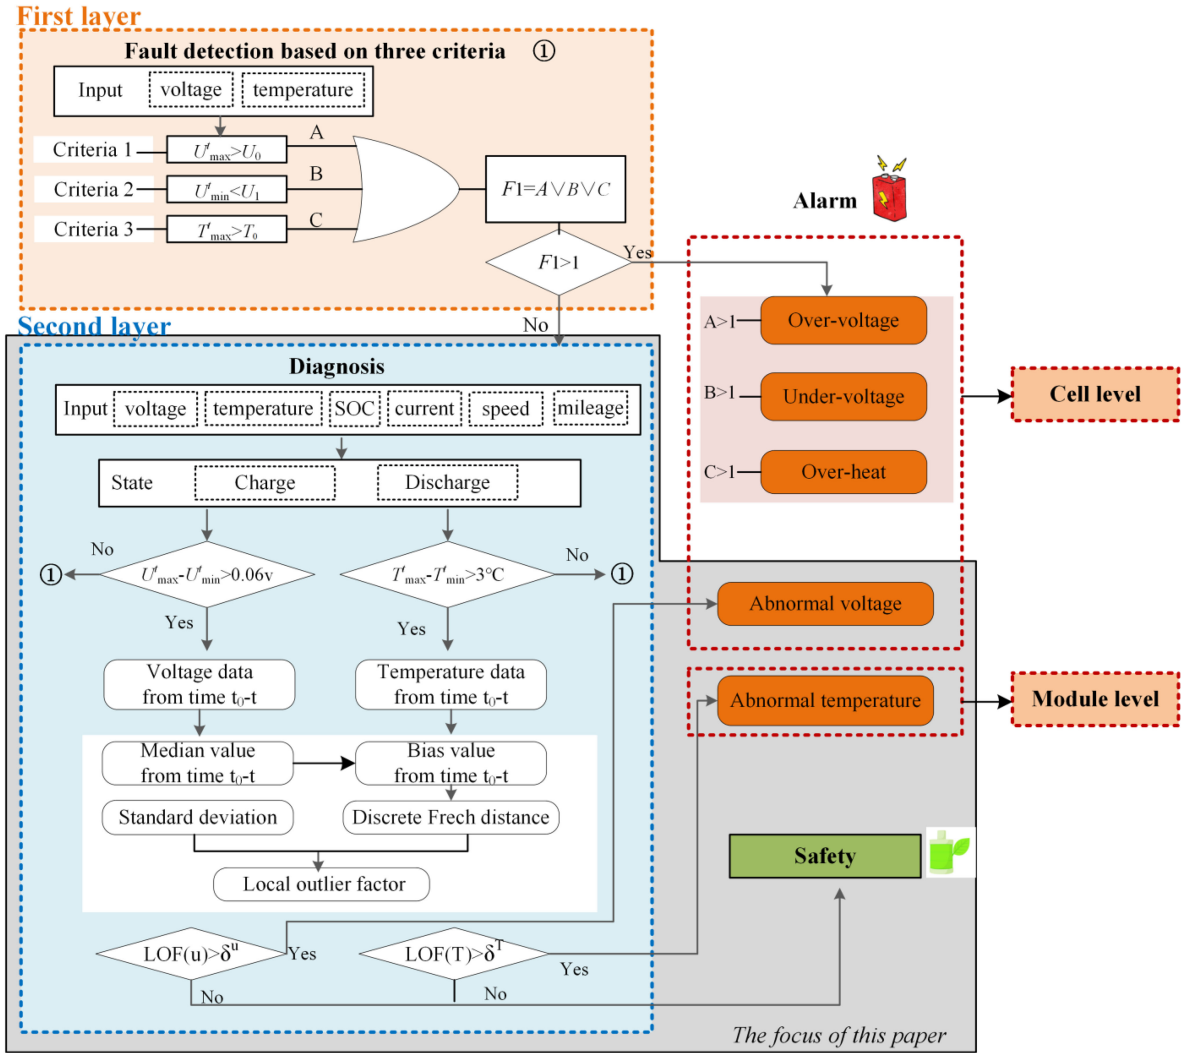 First layer
Fault detection based on three criteria ①
Input voltage temperature
Criteria 1 U^t_max>U_0 A
Criteria 2 U^t_min<U_1 B
Criteria 3 T^t_max>T_0 C
F1=A∨B∨C
F1>1
Yes
No
Alarm
A>1 Over-voltage
B>1 Under-voltage
C>1 Over-heat
Cell level
Second layer
Diagnosis
Input voltage temperature SOC current speed mileage
State Charge Discharge
No
①
U^t_max-U^t_min>0.06v
Yes
T^t_max-T^t_min>3℃
No
①
Yes
Voltage data
from time t_0-t
Temperature data
from time t_0-t
Median value
from time t_0-t
Bias value
from time t_0-t
Standard deviation
Discrete Frech distance
Local outlier factor
LOF(u)>δ^u
Yes
No
LOF(T)>δ^T
Yes
No
Abnormal voltage
Abnormal temperature
Module level
Safety
The focus of this paper